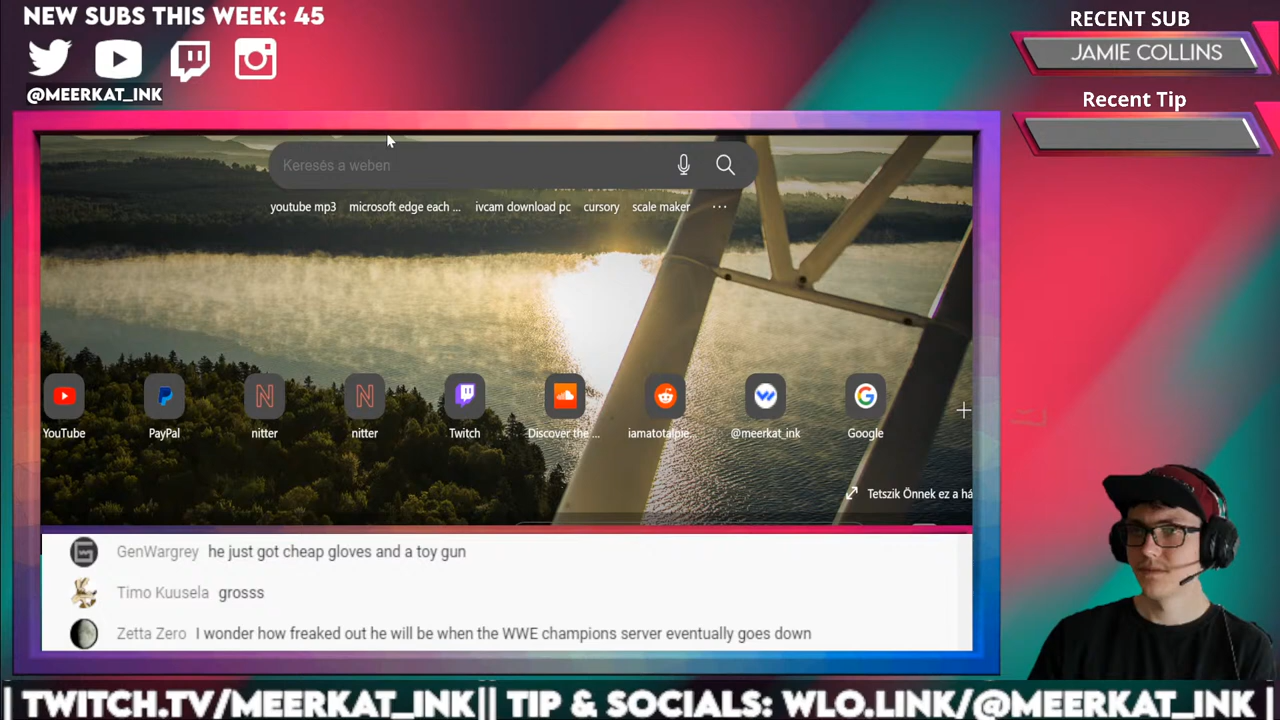 NEW SUBS THIS WEEK: 45
@MEERKAT_INK
RECENT SUB
JAMIE COLLINS
Recent Tip
Keresés a weben
youtube mp3 microsoft edge each ... ivcam download pc cursory scale maker ...
YouTube PayPal nitter nitter Twitch Discover the ... iamatotalpie... @meerkat_ink Google
Tetszik Önnek ez a há
GenWargrey he just got cheap gloves and a toy gun
Timo Kuusela grosss
Zetta Zero I wonder how freaked out he will be when the WWE champions server eventually goes down
| TWITCH.TV/MEERKAT_INK|| TIP & SOCIALS: WLO.LINK/@MEERKAT_INK |